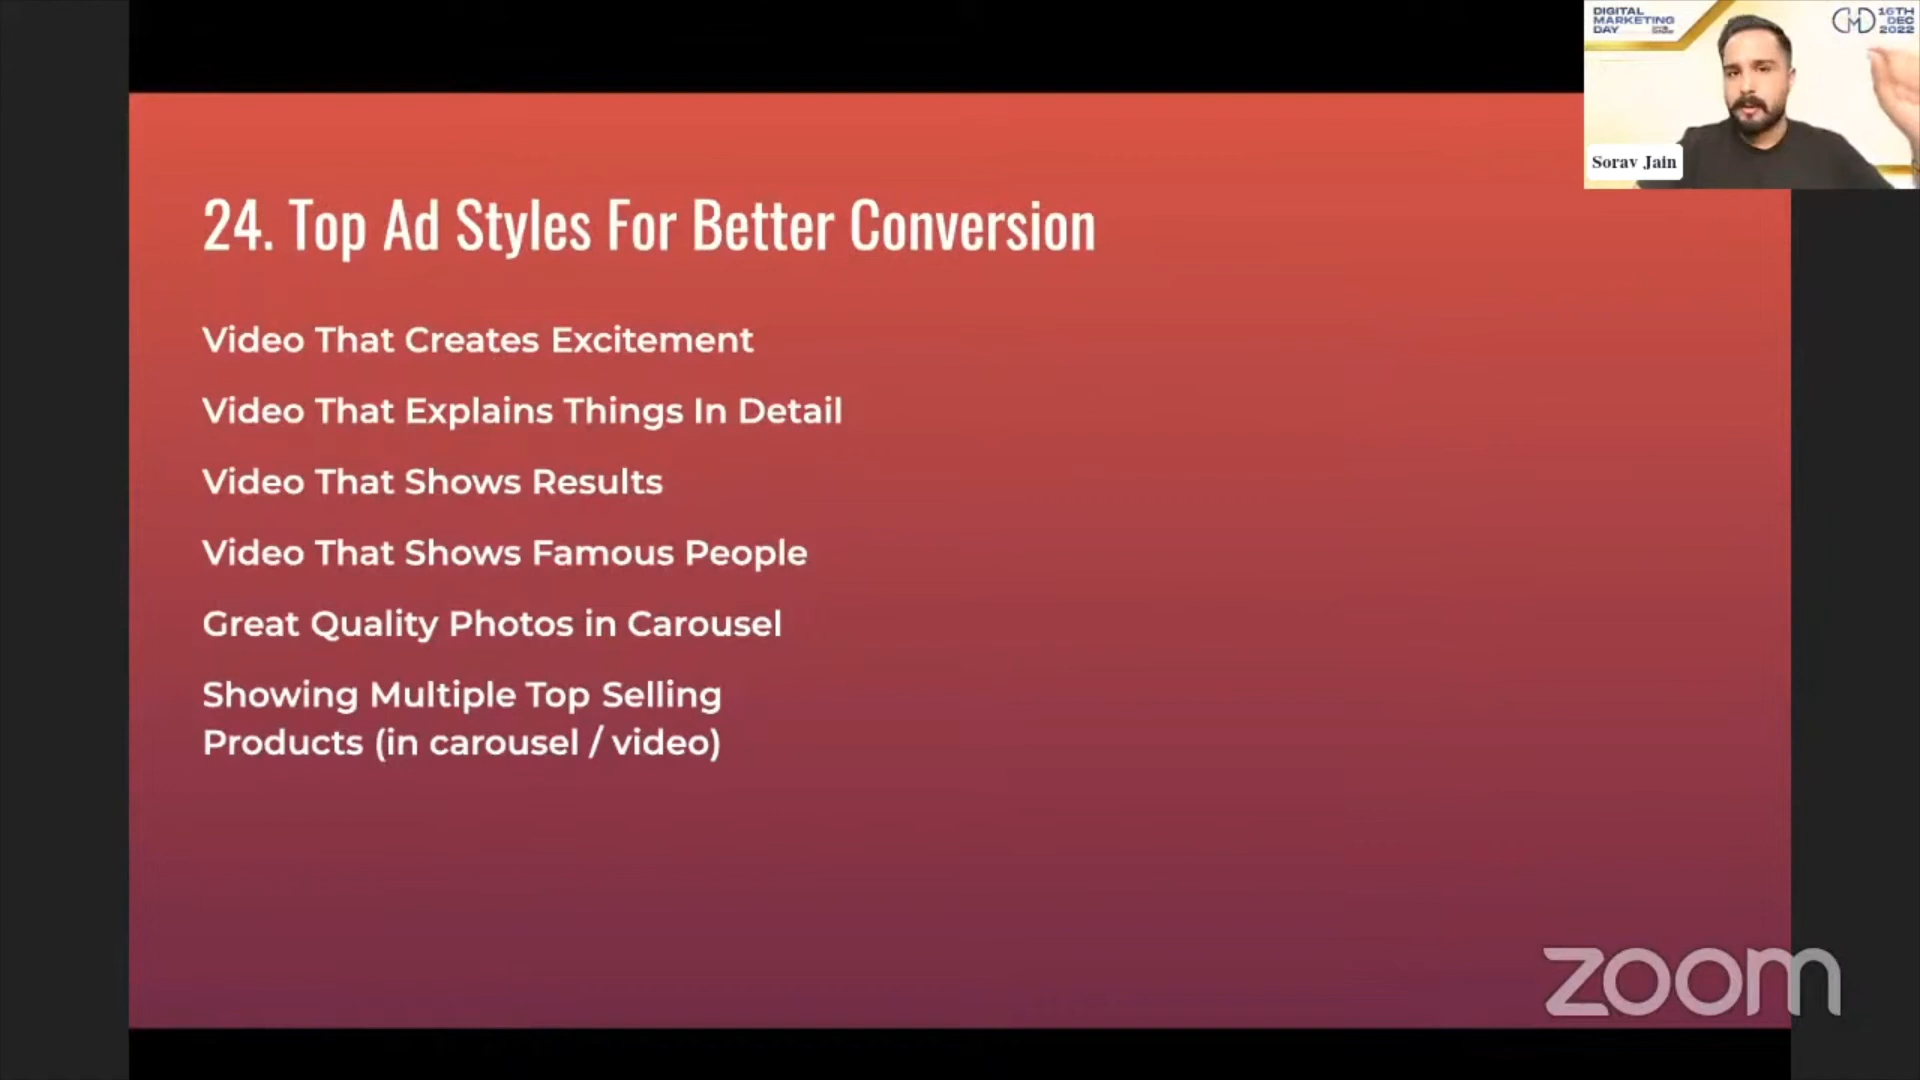 DIGITAL
MARKETING
DAY
16TH
DEC
2022
Sorav Jain
24. Top Ad Styles For Better Conversion
Video That Creates Excitement
Video That Explains Things In Detail
Video That Shows Results
Video That Shows Famous People
Great Quality Photos in Carousel
Showing Multiple Top Selling
Products (in carousel / video)
zoom